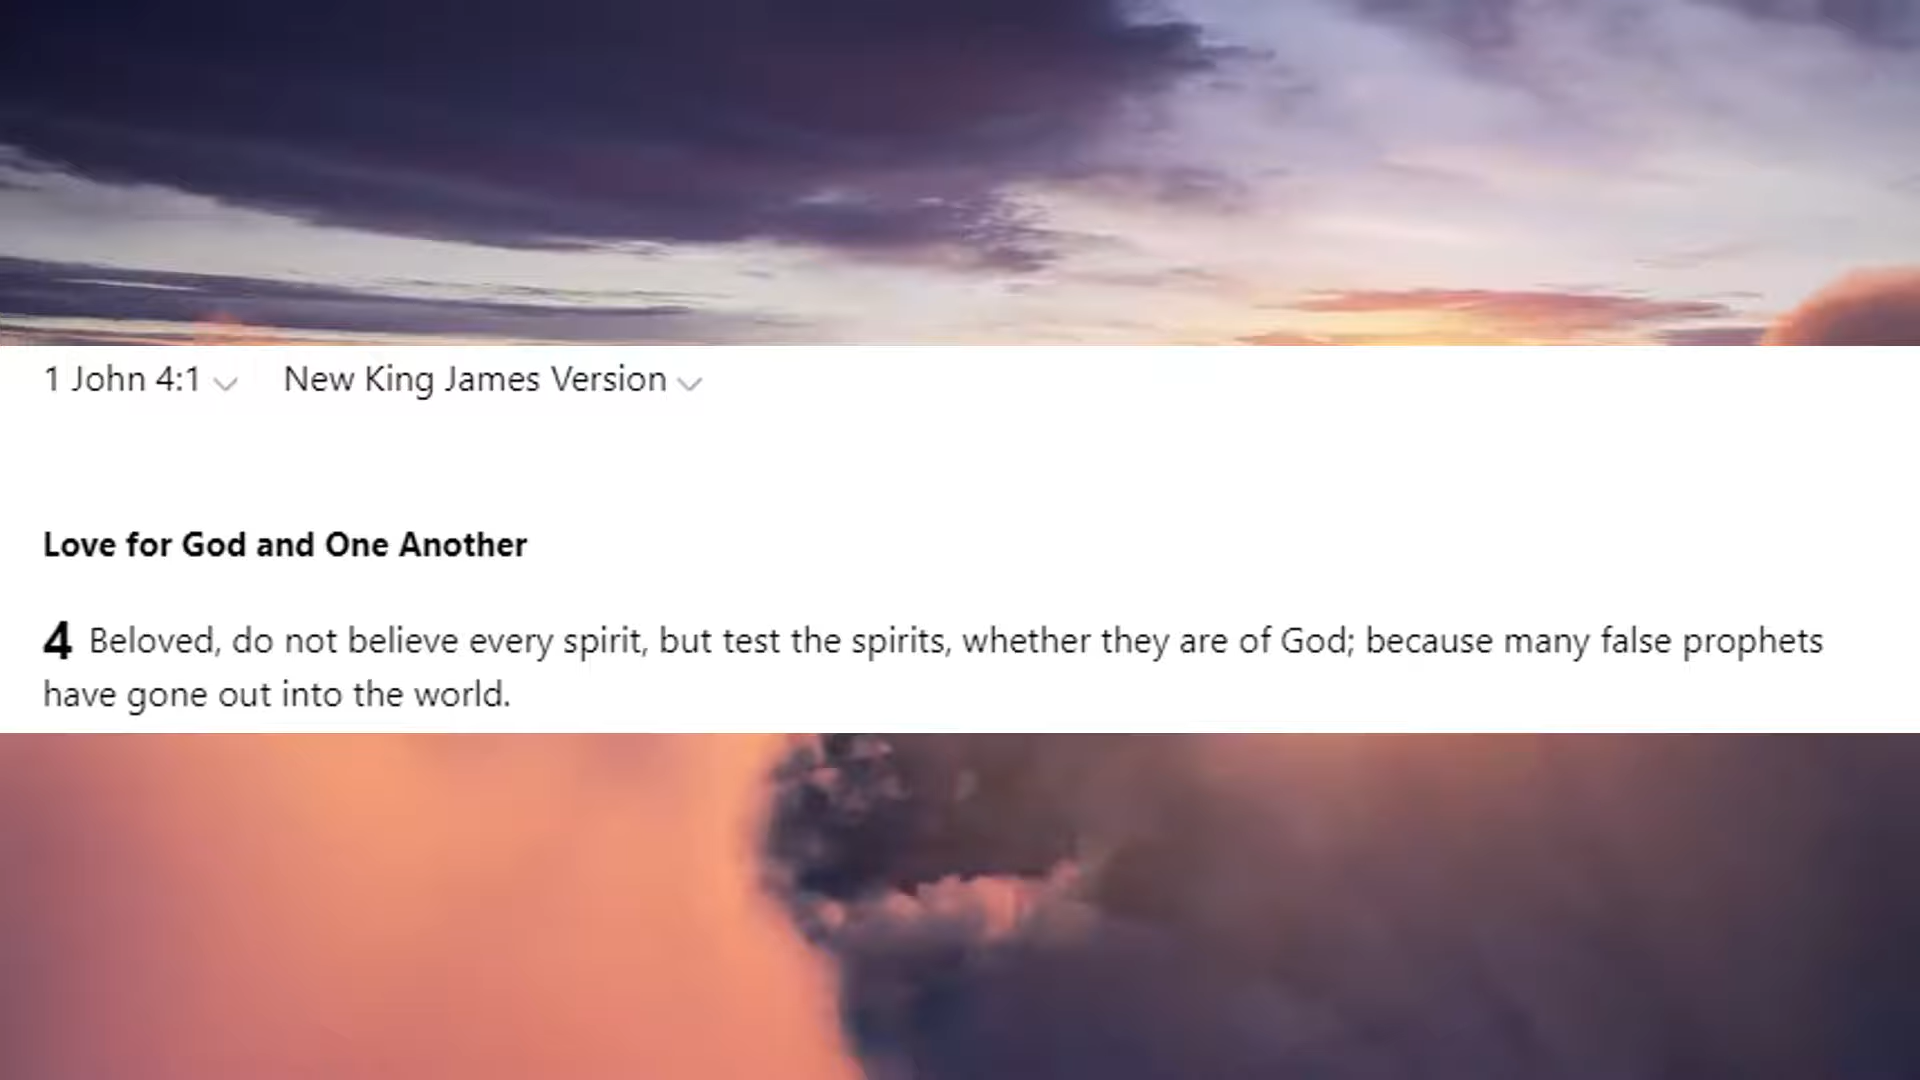 1 John 4:1 New King James Version
Love for God and One Another
4 Beloved, do not believe every spirit, but test the spirits, whether they are of God; because many false prophets
have gone out into the world.